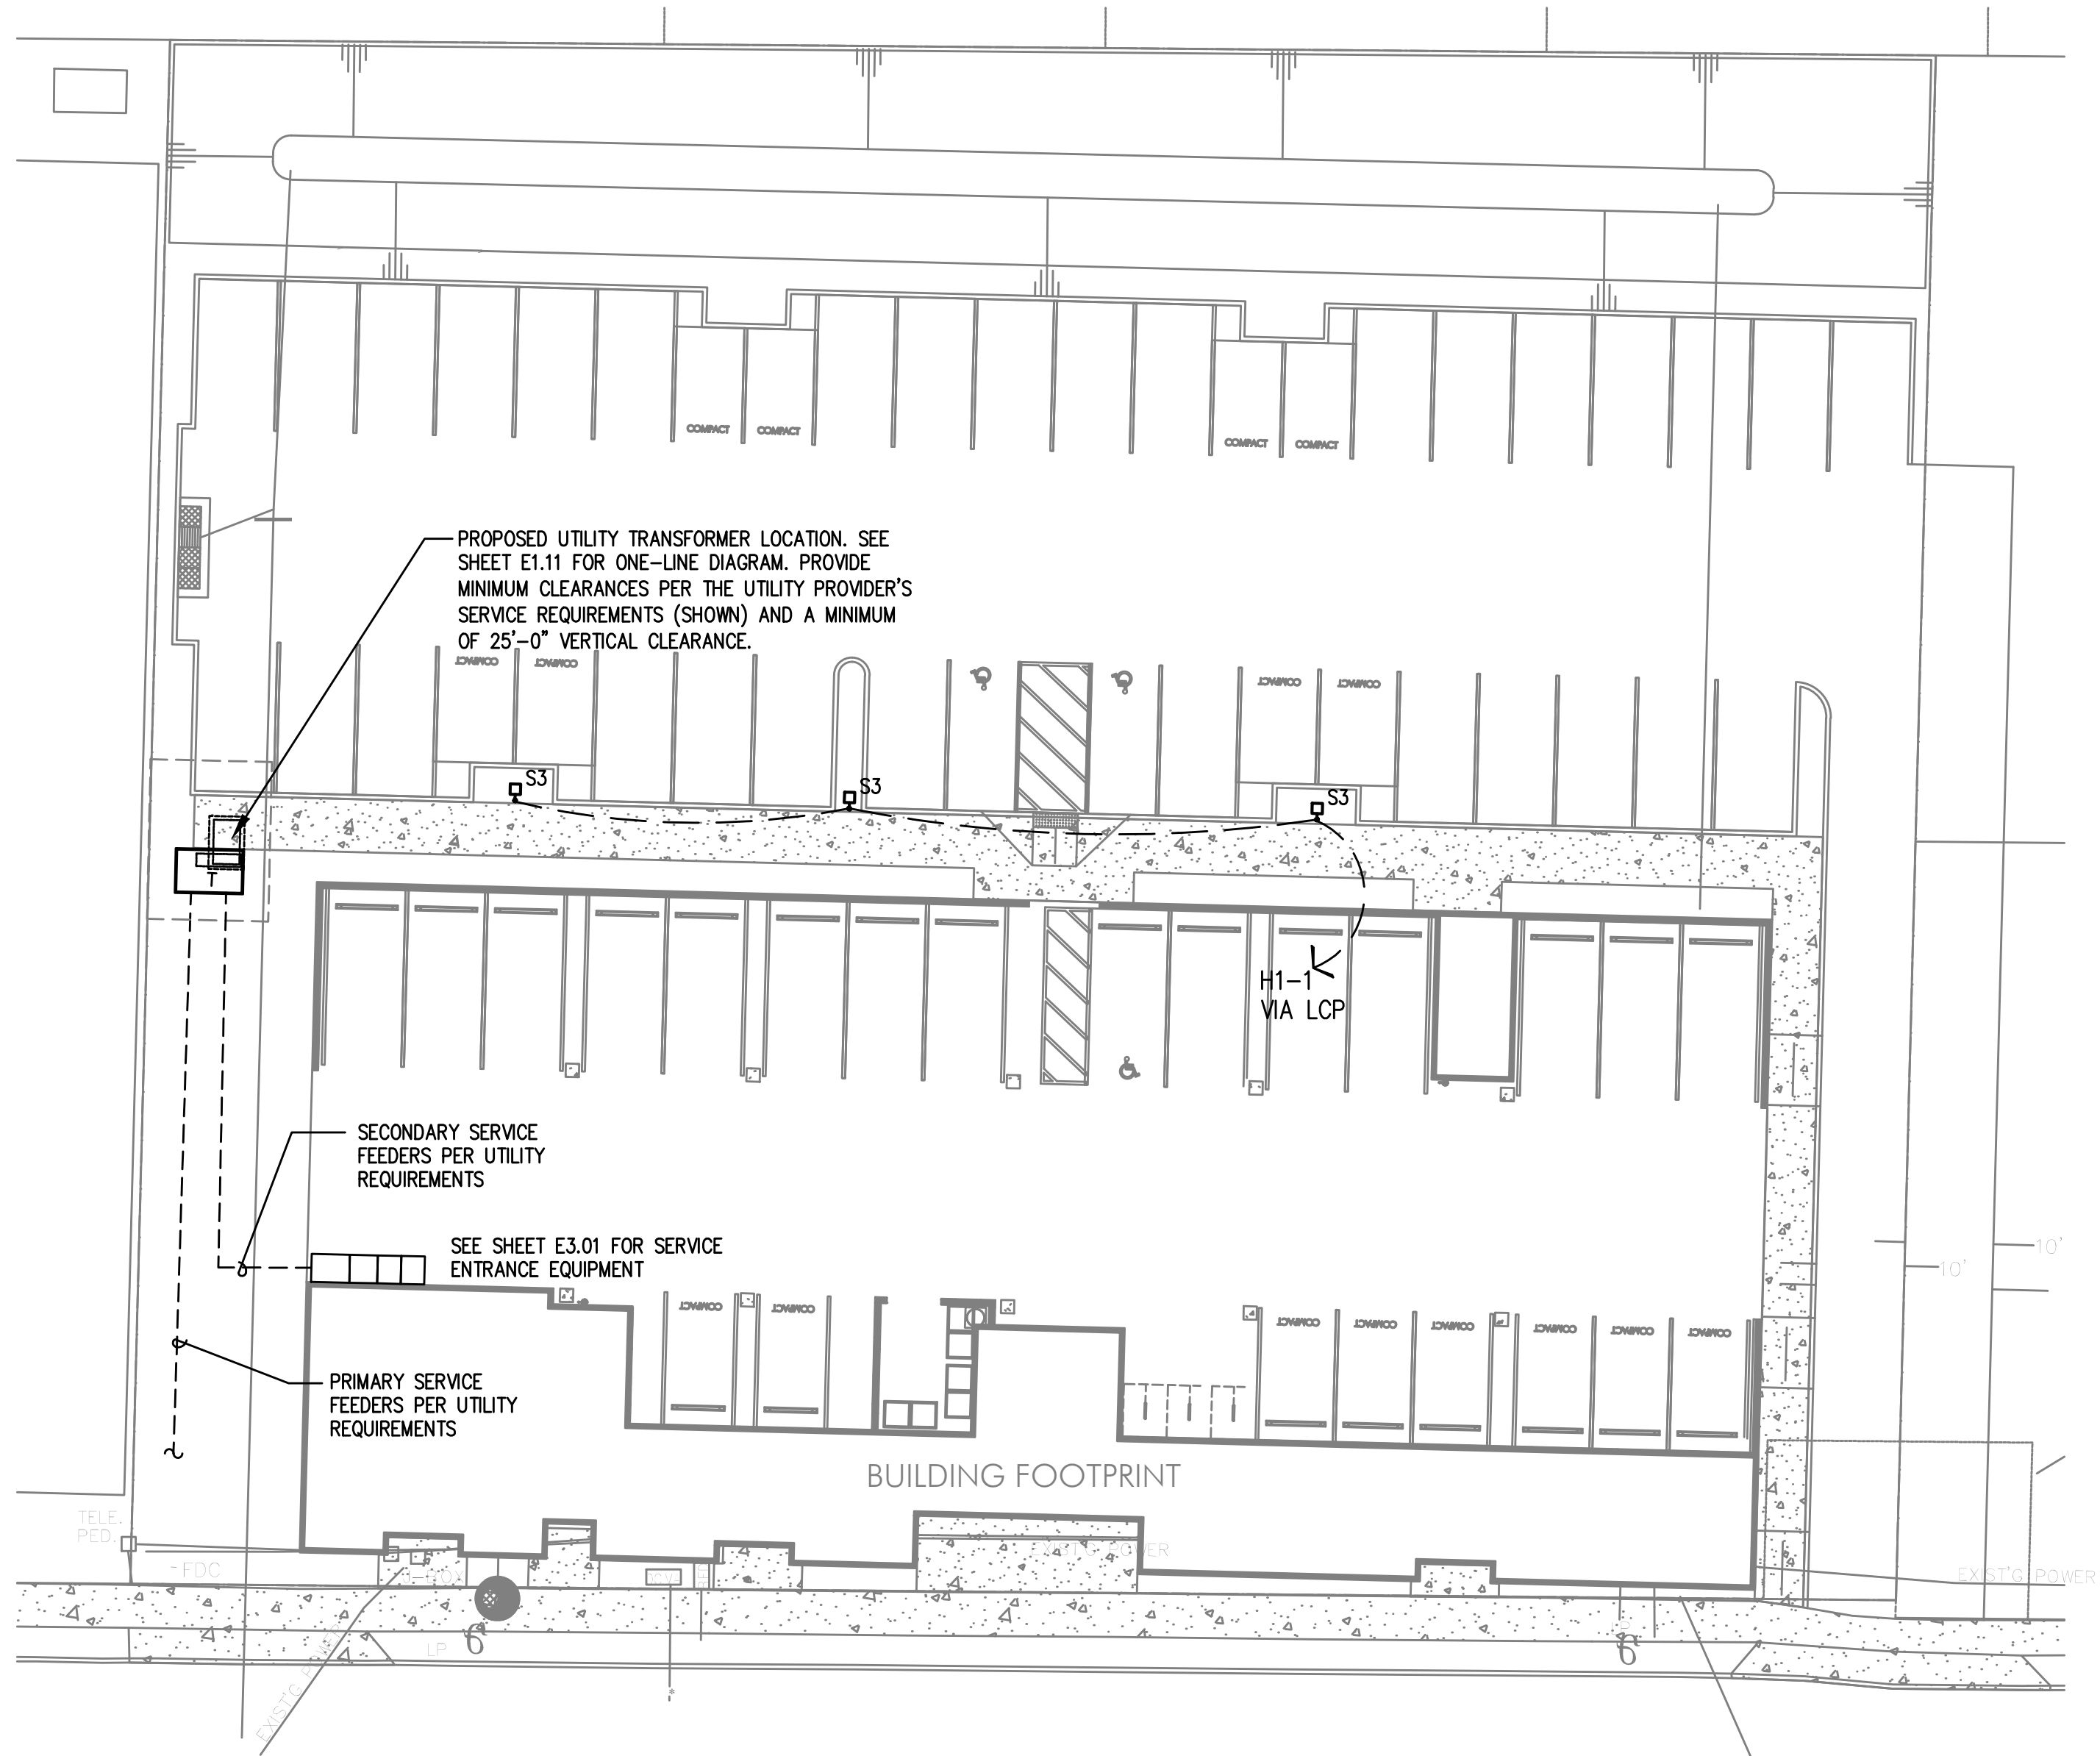 COMPACT COMPACT
COMPACT COMPACT
PROPOSED UTILITY TRANSFORMER LOCATION. SEE
SHEET E1.11 FOR ONE-LINE DIAGRAM. PROVIDE
MINIMUM CLEARANCES PER THE UTILITY PROVIDER'S
SERVICE REQUIREMENTS (SHOWN) AND A MINIMUM
OF 25'-0" VERTICAL CLEARANCE.
COMPACT COMPACT
COMPACT COMPACT
S3
S3
S3
T
H1-1
VIA LCP
SECONDARY SERVICE
FEEDERS PER UTILITY
REQUIREMENTS
SEE SHEET E3.01 FOR SERVICE
ENTRANCE EQUIPMENT
10'
10'
COMPACT COMPACT
COMPACT COMPACT COMPACT COMPACT COMPACT COMPACT
PRIMARY SERVICE
FEEDERS PER UTILITY
REQUIREMENTS
BUILDING FOOTPRINT
TELE.
PED.
-FDC
EXIST'G POWER
EXIST'G POWER
EXIST'G POWER
LP
6
6